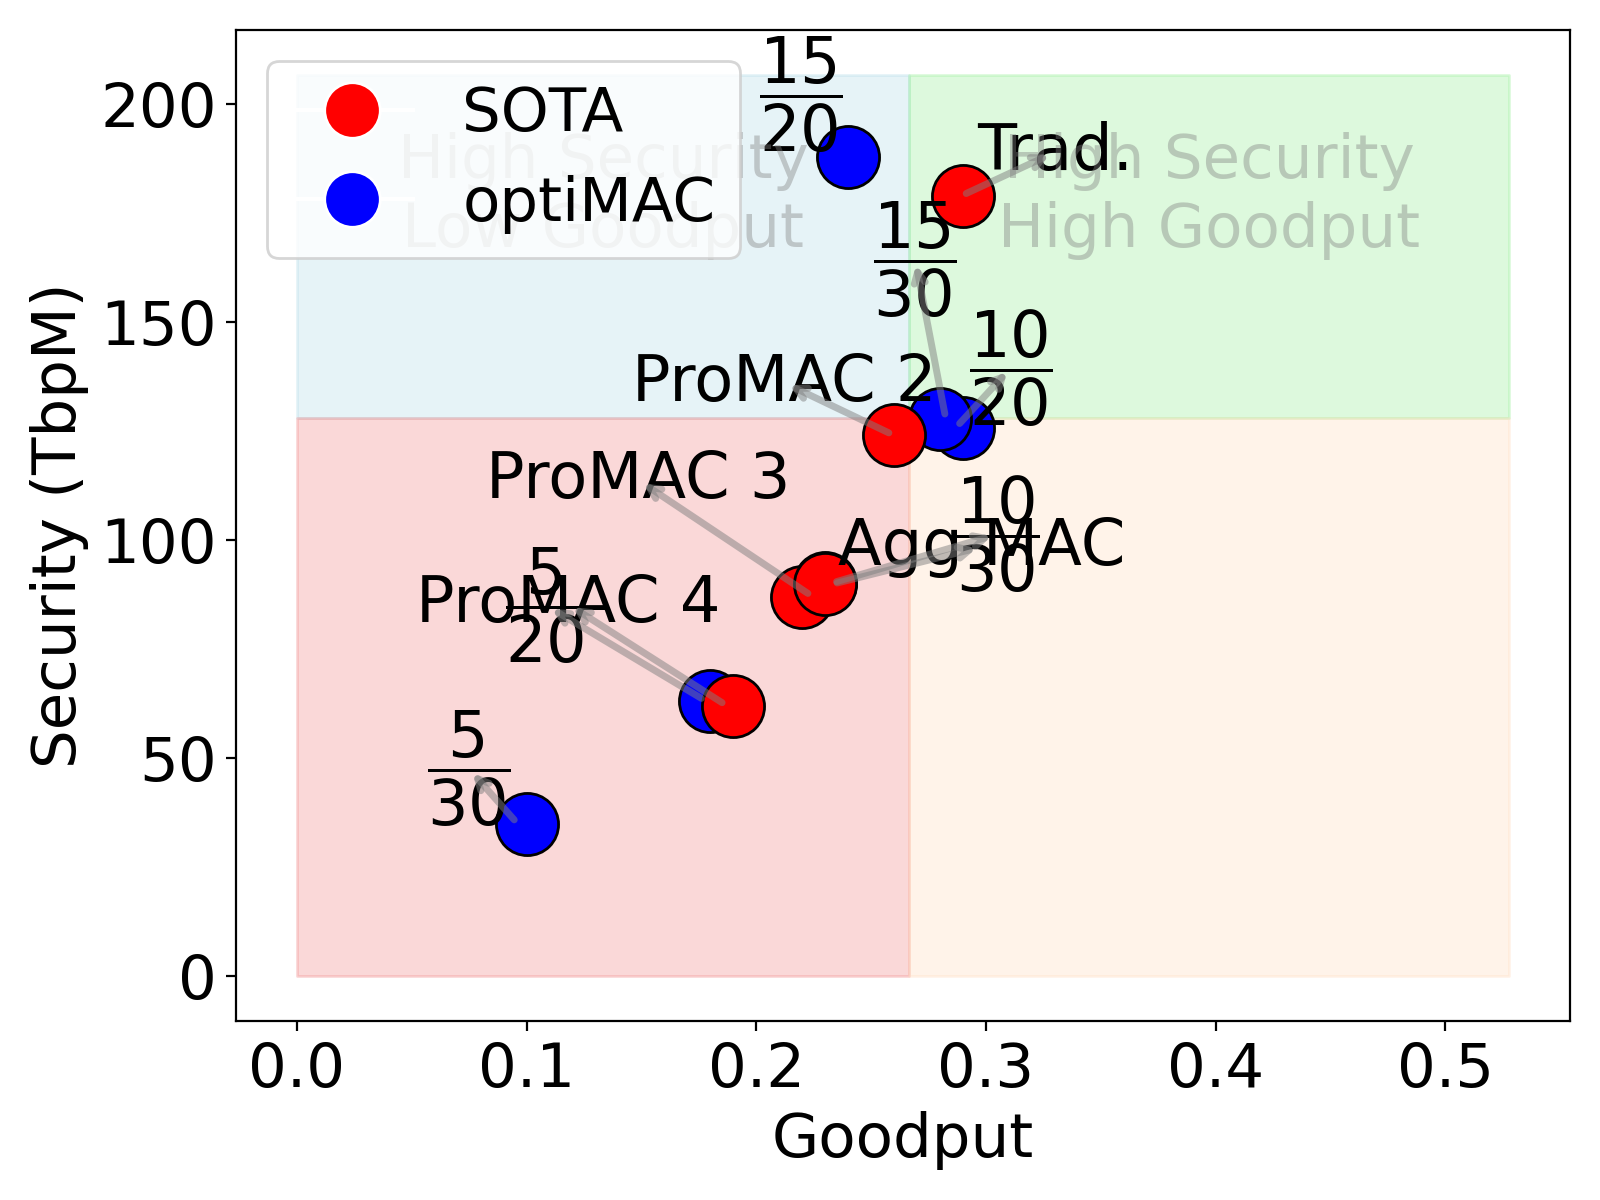 SOTA
optiMAC
High Security
Low Goodput
High Security
High Goodput
15
20
Trad.
15
30
10
20
ProMAC 2
ProMAC 3
10
30
Agg-MAC
5
20
ProMAC 4
5
30
200
150
100
50
0
Security (TbpM)
0.0 0.1 0.2 0.3 0.4 0.5
Goodput